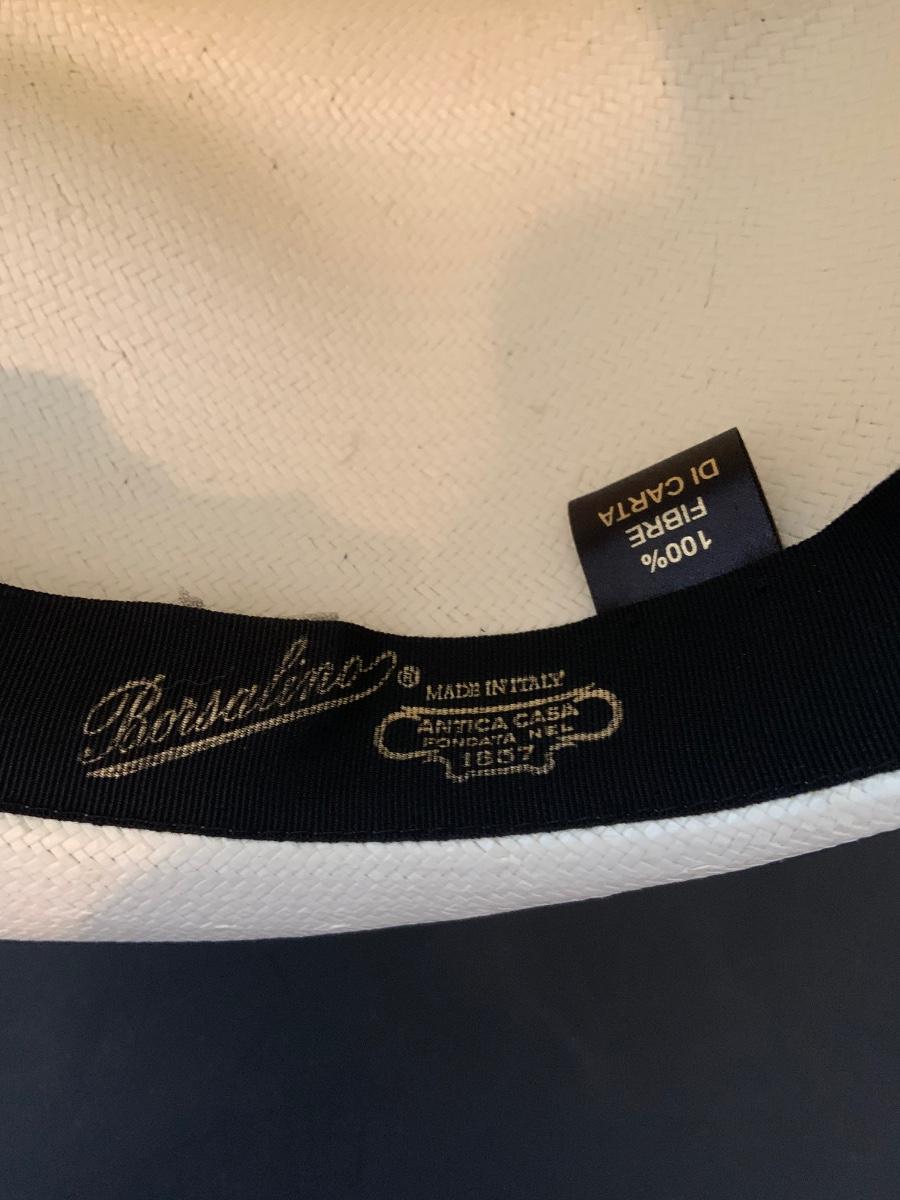 100%
FIBRE
DI CARTA
Borsalino®
MADE IN ITALY
ANTICA CASA
FONDATA NEL
1857